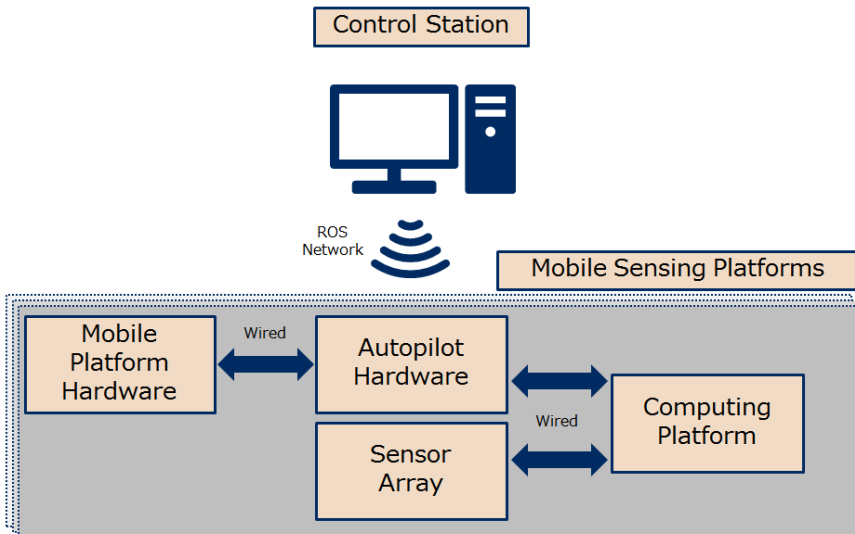 Control Station
ROS
Network
Mobile Sensing Platforms
Mobile
Platform
Hardware
Wired
Autopilot
Hardware
Computing
Platform
Wired
Sensor
Array